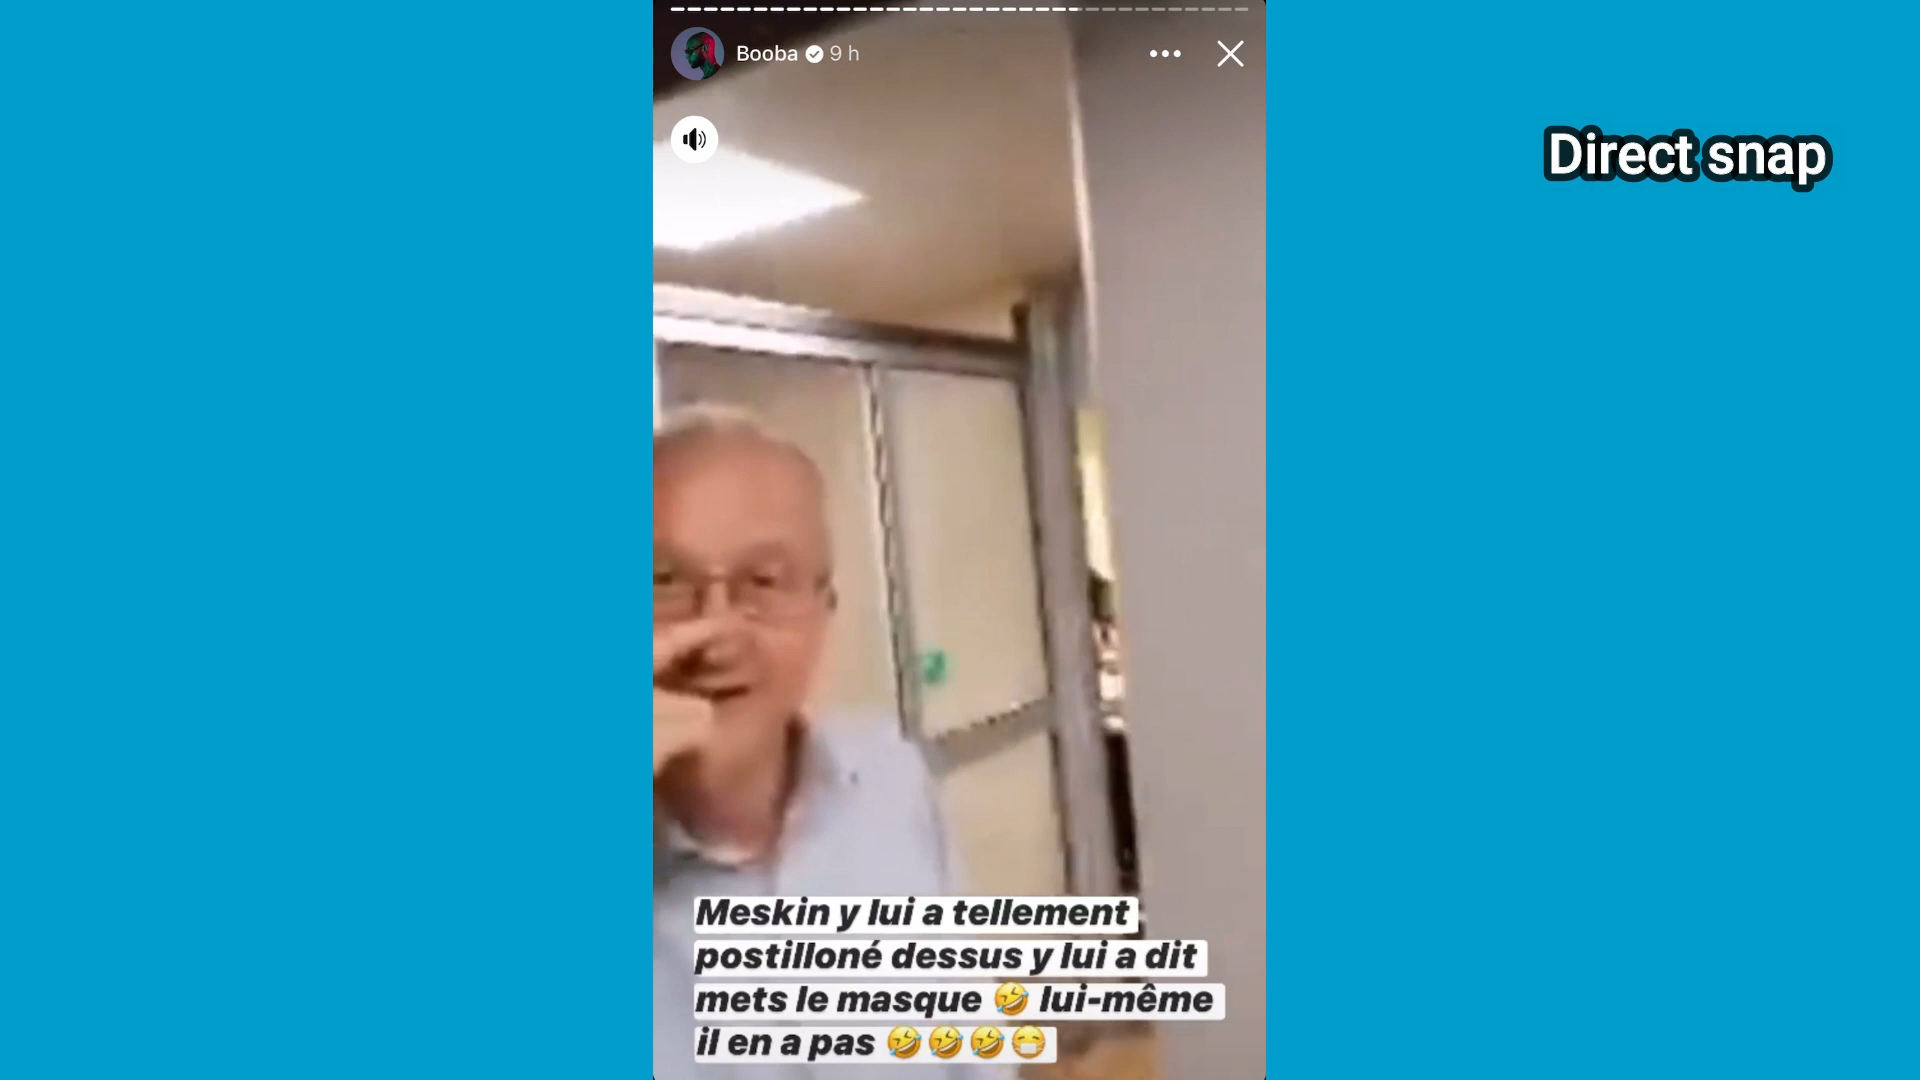 Booba 9 h
Direct snap
Meskin y lui a tellement
postilloné dessus y lui a dit
mets le masque 🤣 lui-même
il en a pas 🤣🤣🤣😷